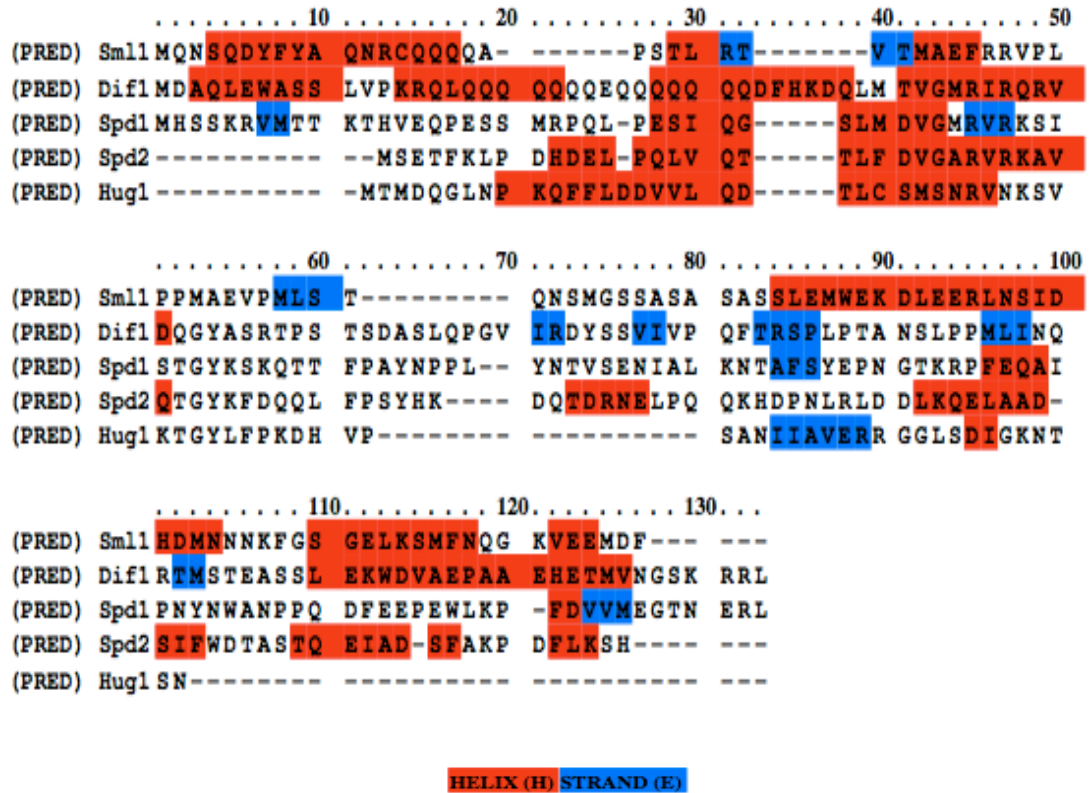 . . . . . . . . 10 . . . . . . . . 20 . . . . . . . . 30 . . . . . . . . 40 . . . . . . . . 50
(PRED) Sml1 MQNSQDYFYA QNRCQQQQA- -------PST L RT-------V TMAEFRRVPL
(PRED) Dif1 MDAQLEWASS LVPKRQLQQQ QQQQEQQQQQ QQDFHKDQLM TVGMRIRQRV
(PRED) Spd1 MHSSKRVMTT KTHVEQPESS MRPQL-PESI QG-----SLM DVGMRVRKSI
(PRED) Spd2 ---------- --MSETFKLP DHDEL-PQLV QT-----TLF DVGARVRKAV
(PRED) Hug1 ---------- -MTMDQGLNP KQFFLDDVVL QD-----TLC SMSNRVNKSV
. . . . . . . . 60 . . . . . . . . 70 . . . . . . . . 80 . . . . . . . . 90 . . . . . . . . 100
(PRED) Sml1 PPMAEVPMLS T--------- QNSMGSSASA SASSLEMWEK DLEERLNSID
(PRED) Dif1 DQGYASRTPS TSDASLQPGV IRDYSSVIVP QFTRSPLPTA NSLPPMLINQ
(PRED) Spd1 STGYKSKQTT FPAYNPPL-- YNTVSENIAL KNTAFSYEPN GTKRPFEQAI
(PRED) Spd2 QTGYKFDQQL FPSYHK---- DQTDRNELPQ QKHDPNLRLD DLKQELAAD-
(PRED) Hug1 KTGYLFPKDH VP-------- ---------- SANIIAVERR GGLSDIGKNT
. . . . . . . . 110 . . . . . . . . 120 . . . . . . . . 130 . . .
(PRED) Sml1 HDMNNNKFGS GELKSMFNQG KVEEMDF--- ---
(PRED) Dif1 RTMSTEASSL EKWDVAEPAA EHETMVNGSK RRL
(PRED) Spd1 PNYNWANPPQ DFEEPEWLKP -FDVVMEGTN ERL
(PRED) Spd2 SIFWDTASTQ EIAD-SFAKP DFLKSH---- ---
(PRED) Hug1 SN-------- ---------- ---------- ---
HELIX (H) STRAND (E)